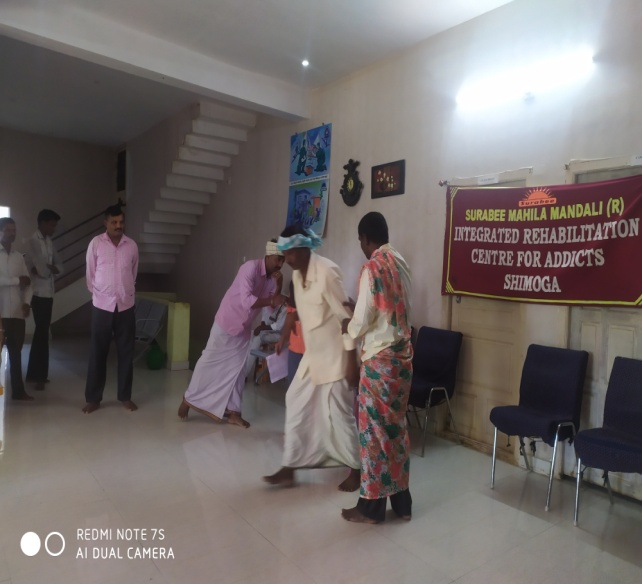 Surabee
SURABEE MAHILA MANDALI (R)
INTEGRATED REHABILITATION
CENTRE FOR ADDICTS
SHIMOGA
REDMI NOTE 7S
AI DUAL CAMERA